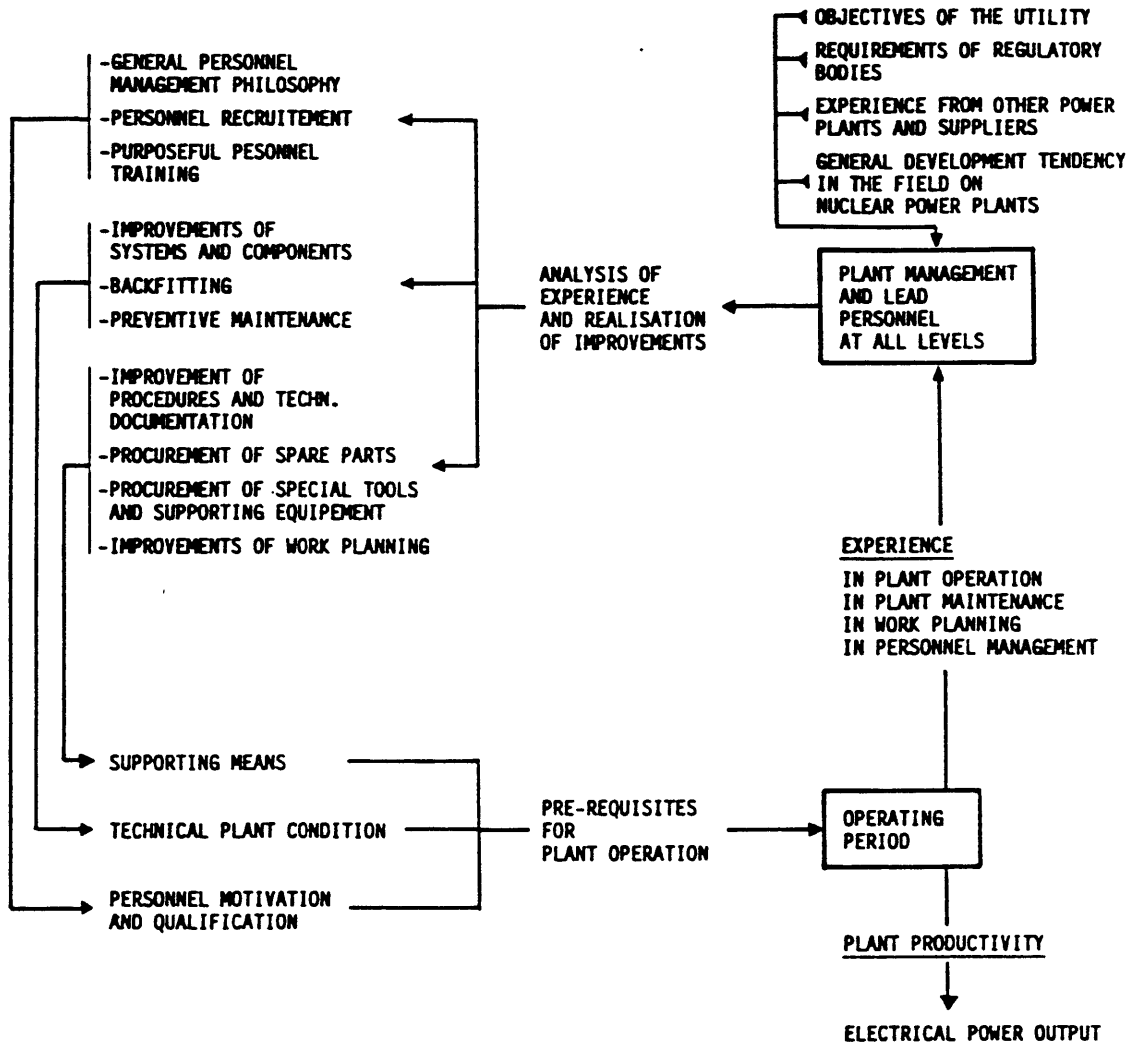 OBJECTIVES OF THE UTILITY
REQUIREMENTS OF REGULATORY
BODIES
EXPERIENCE FROM OTHER POWER
PLANTS AND SUPPLIERS
GENERAL DEVELOPMENT TENDENCY
IN THE FIELD ON
NUCLEAR POWER PLANTS
-GENERAL PERSONNEL
MANAGEMENT PHILOSOPHY
-PERSONNEL RECRUITEMENT
-PURPOSEFUL PESONNEL
TRAINING
-IMPROVEMENTS OF
SYSTEMS AND COMPONENTS
-BACKFITTING
-PREVENTIVE MAINTENANCE
-IMPROVEMENT OF
PROCEDURES AND TECHN.
DOCUMENTATION
-PROCUREMENT OF SPARE PARTS
-PROCUREMENT OF SPECIAL TOOLS
AND SUPPORTING EQUIPEMENT
-IMPROVEMENTS OF WORK PLANNING
ANALYSIS OF
EXPERIENCE
AND REALISATION
OF IMPROVEMENTS
PLANT MANAGEMENT
AND LEAD
PERSONNEL
AT ALL LEVELS
EXPERIENCE
IN PLANT OPERATION
IN PLANT MAINTENANCE
IN WORK PLANNING
IN PERSONNEL MANAGEMENT
SUPPORTING MEANS
TECHNICAL PLANT CONDITION
PERSONNEL MOTIVATION
AND QUALIFICATION
PRE-REQUISITES
FOR
PLANT OPERATION
OPERATING
PERIOD
PLANT PRODUCTIVITY
ELECTRICAL POWER OUTPUT